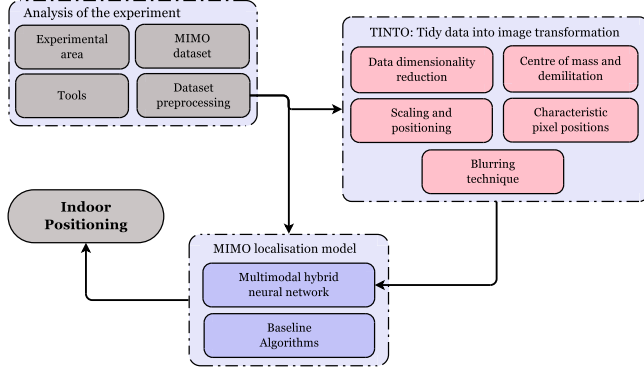 Analysis of the experiment
Experimental
area
MIMO
dataset
Tools
Dataset
preprocessing
TINTO: Tidy data into image transformation
Data dimensionality
reduction
Centre of mass and
demilitation
Scaling and
positioning
Characteristic
pixel positions
Blurring
technique
Indoor
Positioning
MIMO localisation model
Multimodal hybrid
neural network
Baseline
Algorithms